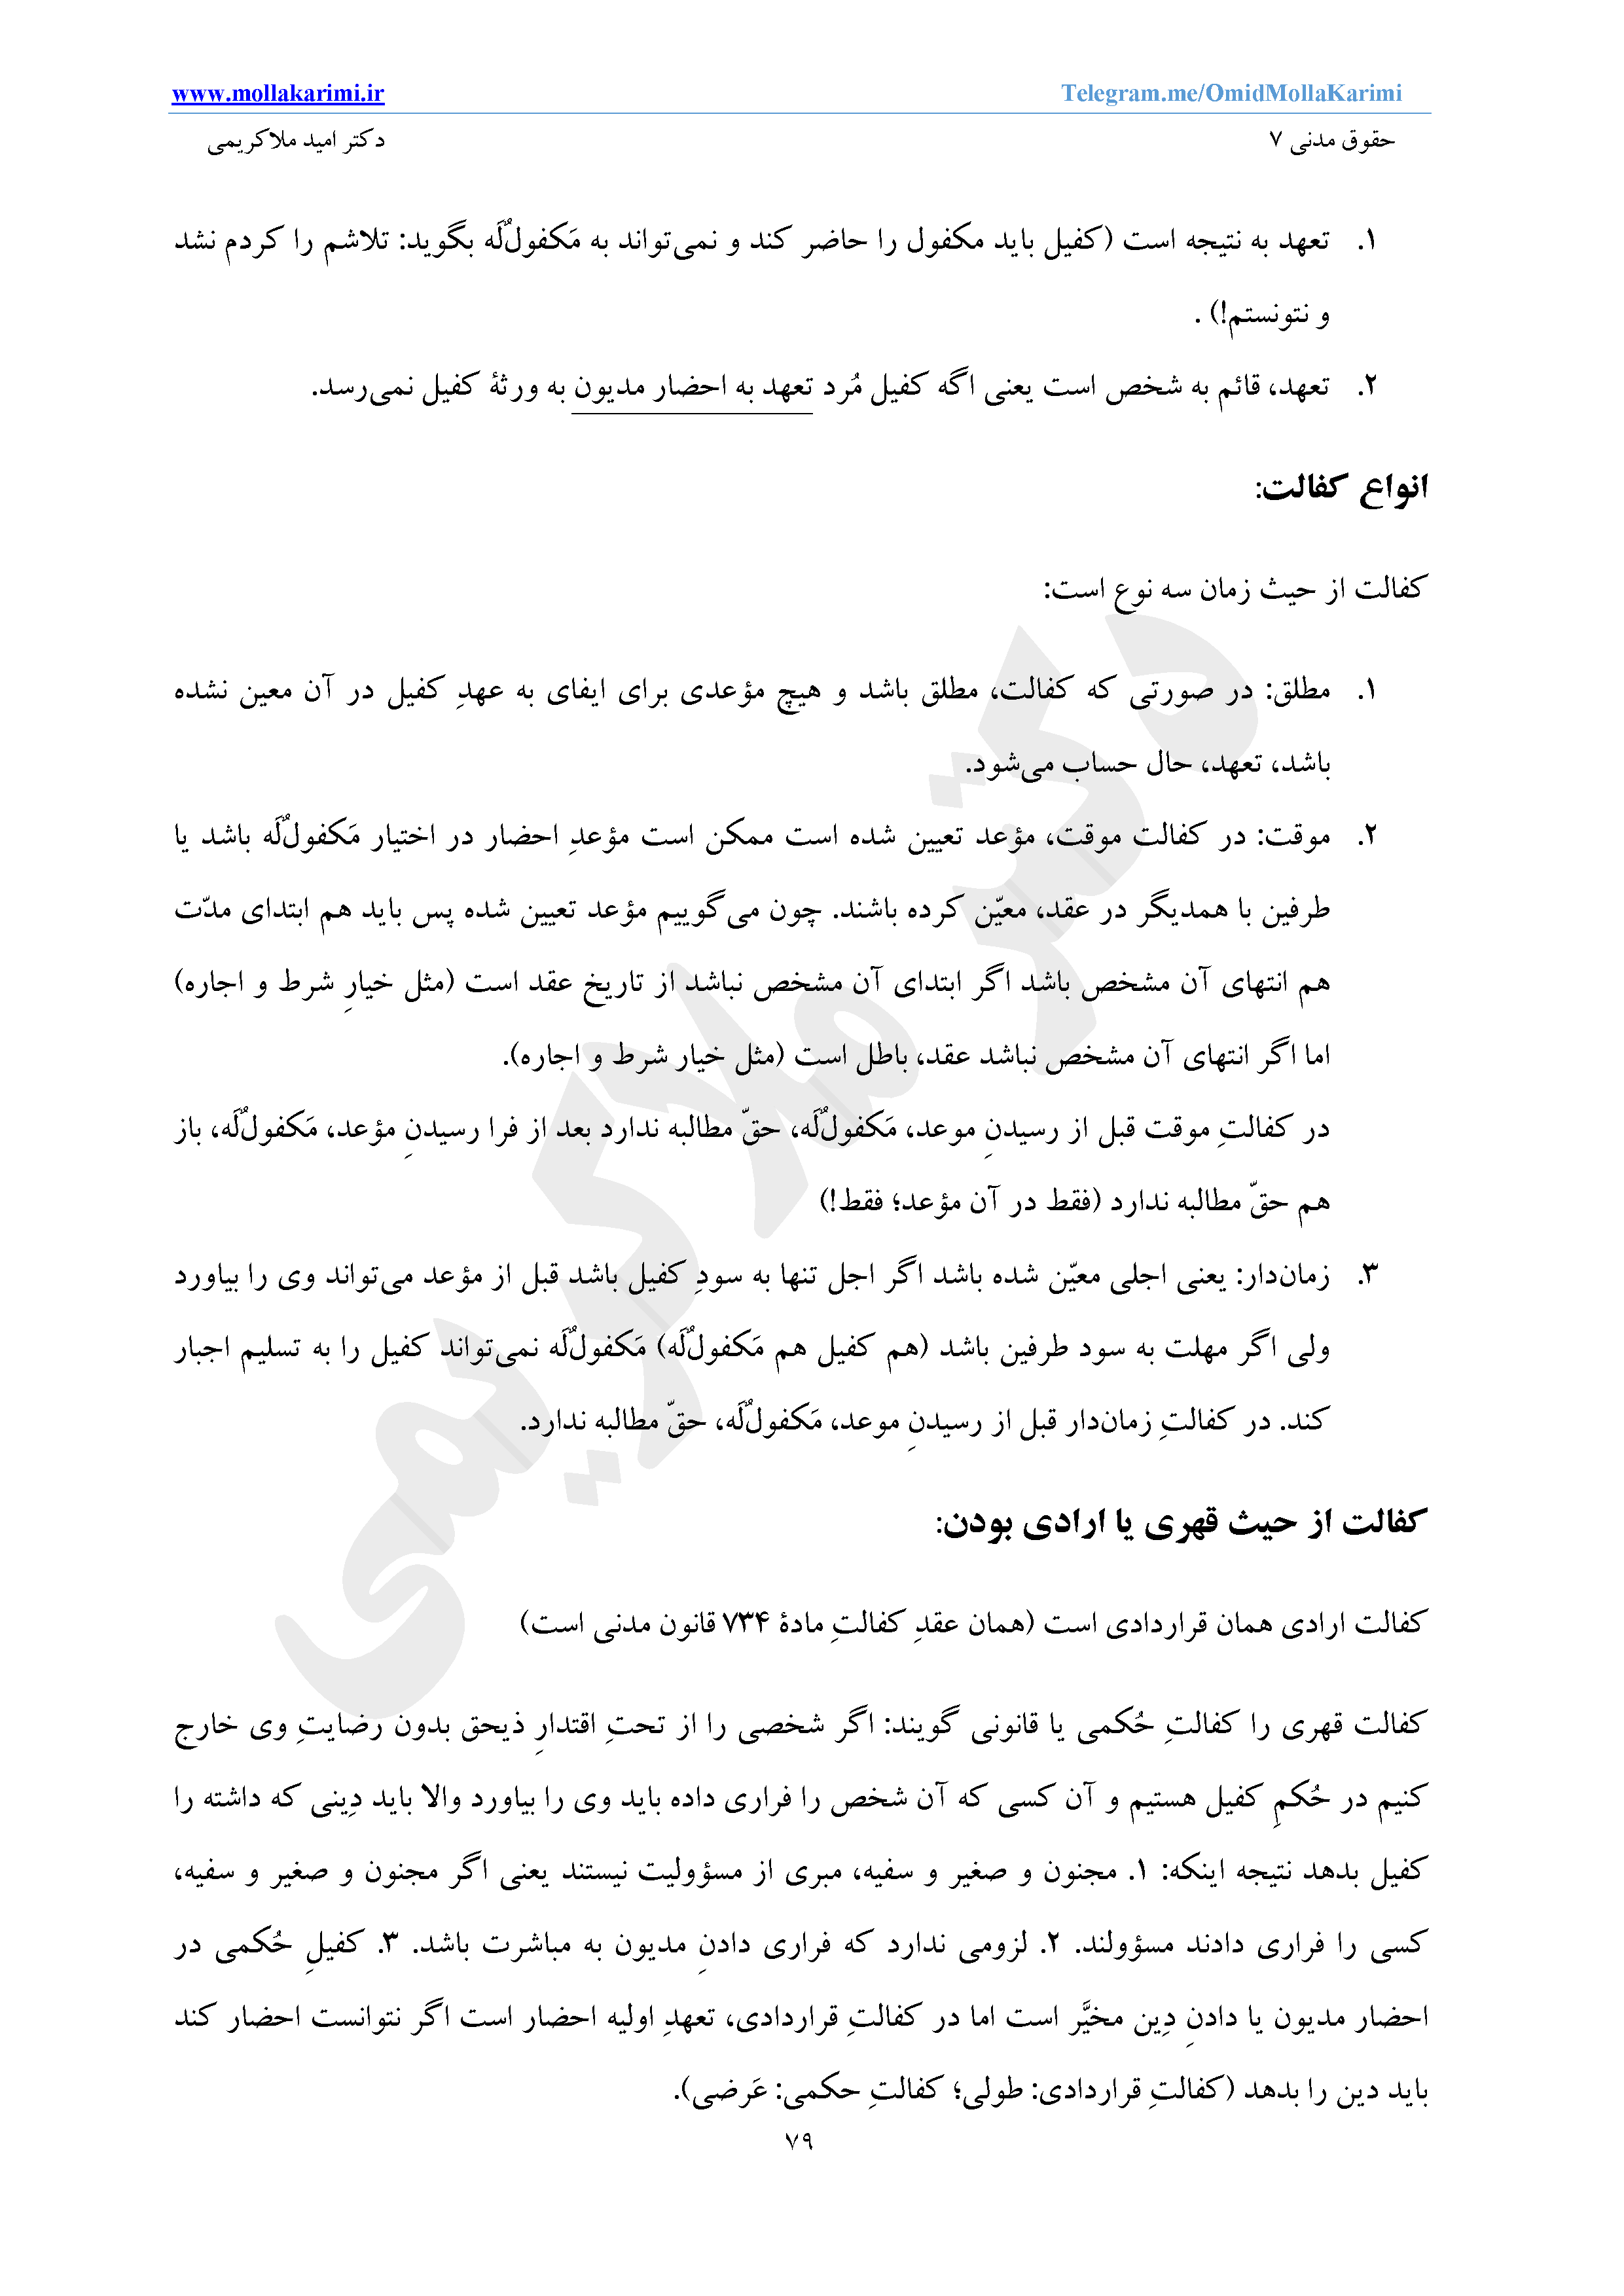 Telegram.me/OmidMollaKarimi www.mollakarimi.ir
حقوق مدنی ۷ دکتر امید ملاکریمی
۱. تعهد به نتیجه است (کفیل باید مکفول را حاضر کند و نمی‌تواند به مَکفول‌ٌلَه بگوید: تلاشم را کردم نشد
و نتونستم!) .
۲. تعهد، قائم به شخص است یعنی اگه کفیل مُرد تعهد به احضار مدیون به ورثۀ کفیل نمی‌رسد.
انواع کفالت:
کفالت از حیث زمان سه نوع است:
۱. مطلق: در صورتی که کفالت، مطلق باشد و هیچ مؤعدی برای ایفای به عهدِ کفیل در آن معین نشده
باشد، تعهد، حال حساب می‌شود.
۲. موقت: در کفالت موقت، مؤعد تعیین شده است ممکن است مؤعدِ احضار در اختیار مَکفول‌ٌلَه باشد یا
طرفین با همدیگر در عقد، معیّن کرده باشند. چون می‌گوییم مؤعد تعیین شده پس باید هم ابتدای مدّت
هم انتهای آن مشخص باشد اگر ابتدای آن مشخص نباشد از تاریخ عقد است (مثل خیارِ شرط و اجاره)
اما اگر انتهای آن مشخص نباشد عقد، باطل است (مثل خیار شرط و اجاره).
در کفالتِ موقت قبل از رسیدنِ موعد، مَکفول‌ٌلَه، حقّ مطالبه ندارد بعد از فرا رسیدنِ مؤعد، مَکفول‌ٌلَه، باز
هم حقّ مطالبه ندارد (فقط در آن مؤعد؛ فقط!)
۳. زمان‌دار: یعنی اجلی معیّن شده باشد اگر اجل تنها به سودِ کفیل باشد قبل از مؤعد می‌تواند وی را بیاورد
ولی اگر مهلت به سود طرفین باشد (هم کفیل هم مَکفول‌ٌلَه) مَکفول‌ٌلَه نمی‌تواند کفیل را به تسلیم اجبار
کند. در کفالتِ زمان‌دار قبل از رسیدنِ موعد، مَکفول‌ٌلَه، حقّ مطالبه ندارد.
کفالت از حیث قهری یا ارادی بودن:
کفالت ارادی همان قراردادی است (همان عقدِ کفالتِ مادۀ ۷۳۴ قانون مدنی است)
کفالت قهری را کفالتِ حُکمی یا قانونی گویند: اگر شخصی را از تحتِ اقتدارِ ذیحق بدون رضایتِ وی خارج
کنیم در حُکمِ کفیل هستیم و آن کسی که آن شخص را فراری داده باید وی را بیاورد والا باید دِینی که داشته را
کفیل بدهد نتیجه اینکه: ۱. مجنون و صغیر و سفیه، مبری از مسؤولیت نیستند یعنی اگر مجنون و صغیر و سفیه،
کسی را فراری دادند مسؤولند. ۲. لزومی ندارد که فراری دادنِ مدیون به مباشرت باشد. ۳. کفیلِ حُکمی در
احضار مدیون یا دادنِ دِین مخیَّر است اما در کفالتِ قراردادی، تعهدِ اولیه احضار است اگر نتوانست احضار کند
باید دین را بدهد (کفالتِ قراردادی: طولی؛ کفالتِ حکمی: عَرضی).
۷۹
دکتر ملاکریمی